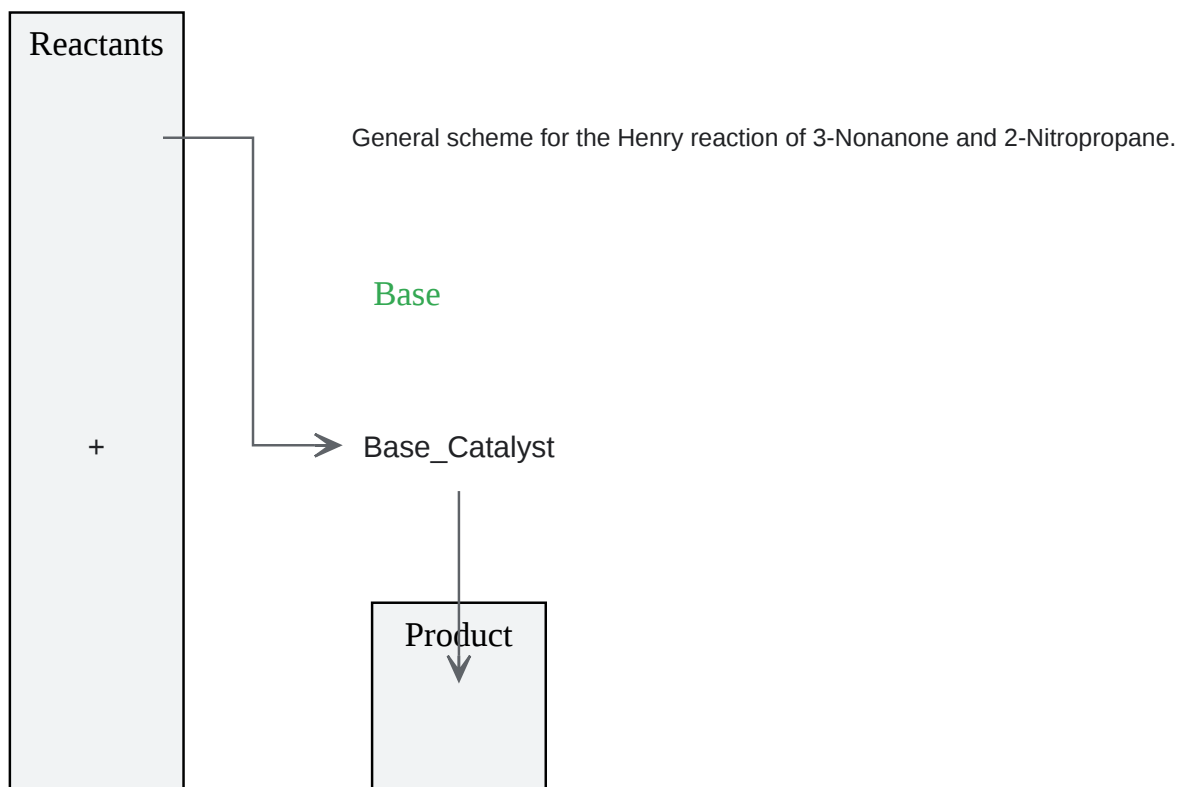 Reactants
General scheme for the Henry reaction of 3-Nonanone and 2-Nitropropane.
Base
+
Base_Catalyst
Product